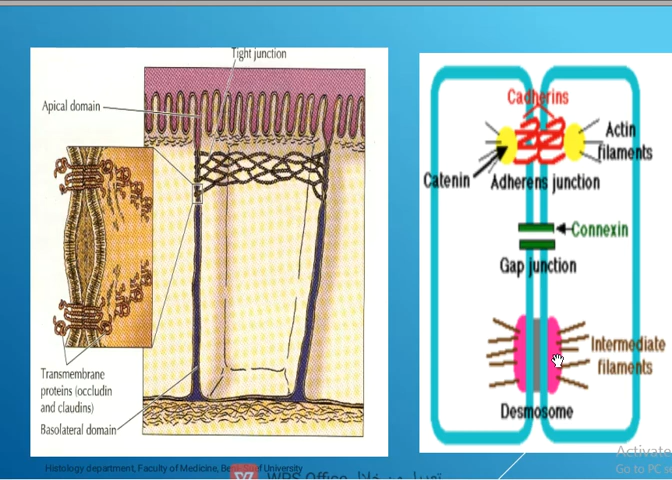 Tight junction
Apical domain
Transmembrane
proteins (occludin
and claudins)
Basolateral domain
Cadherins
Actin
filaments
Catenin
Adherens junction
Connexin
Gap junction
Intermediate
filaments
Desmosome
Activate
Go to PC
Histology department, Faculty of Medicine, University
WPS Office